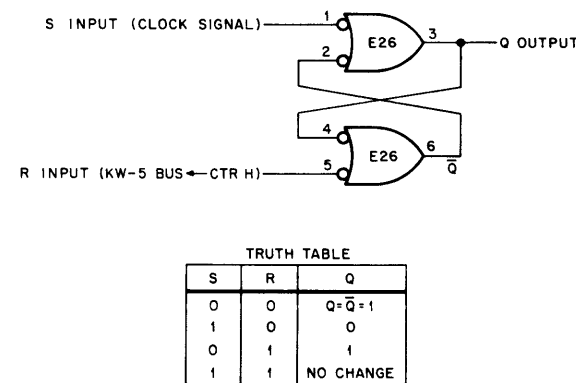 S INPUT (CLOCK SIGNAL)
1
2
E26
3
Q OUTPUT
4
R INPUT (KW-5 BUS ← CTR H)
5
E26
6
Q̅
TRUTH TABLE
S R Q
0 0 Q=Q̅=1
1 0 0
0 1 1
1 1 NO CHANGE